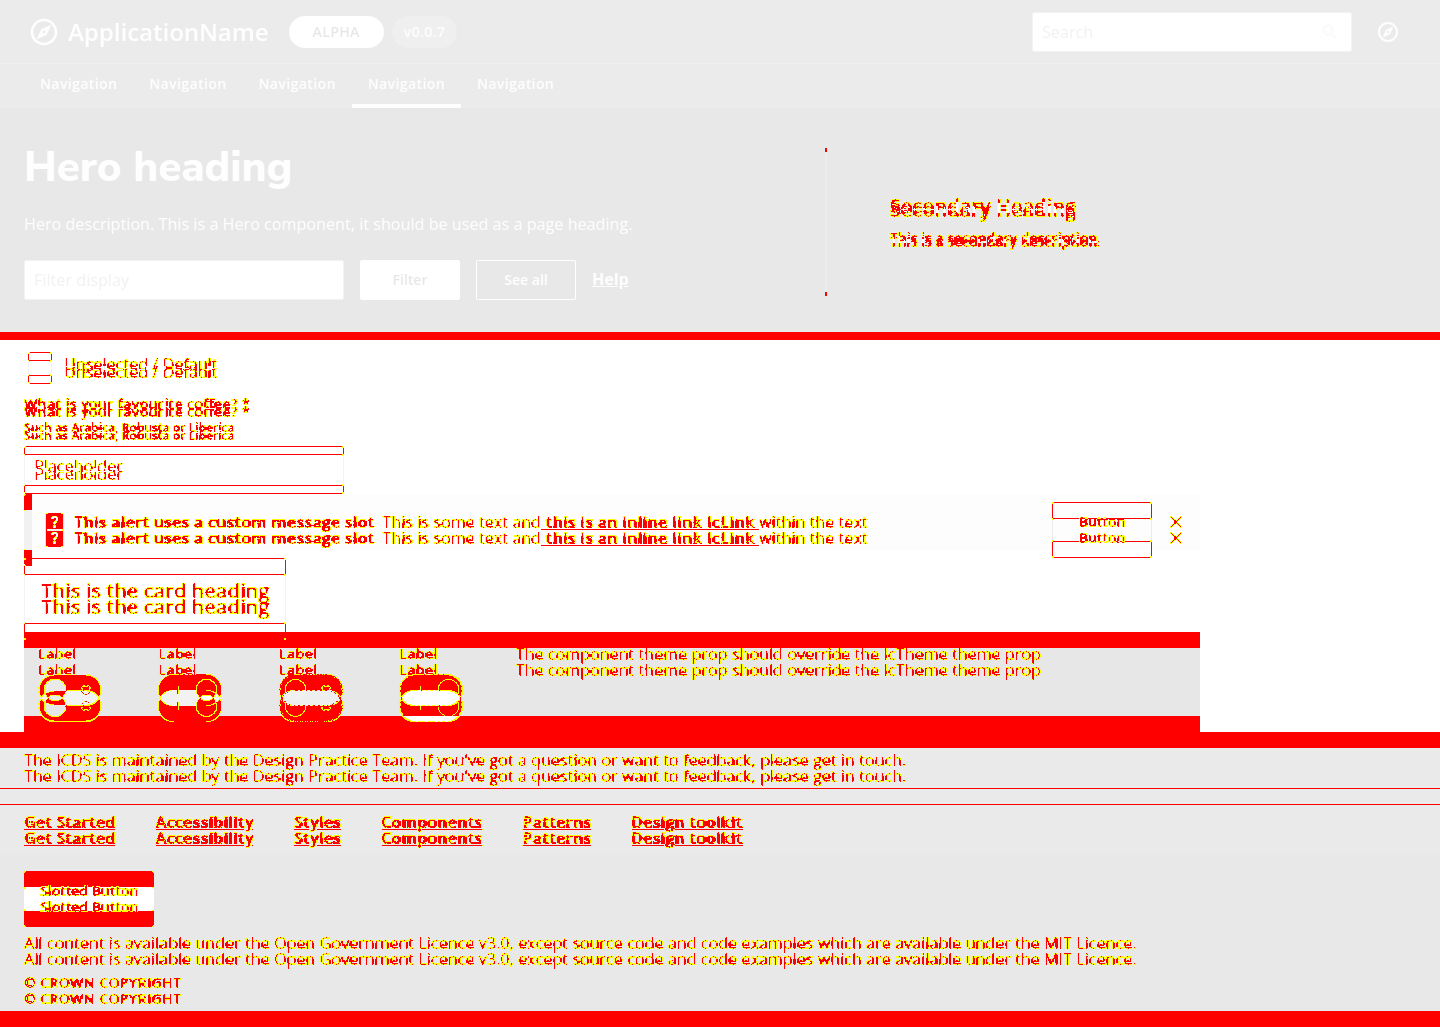 ApplicationName ALPHA v0.0.7 Search
Navigation Navigation Navigation Navigation Navigation
Hero heading
Hero description. This is a Hero component, it should be used as a page heading.
Filter display Filter See all Help
Secondary Heading
This is a secondary description
Unselected / Default
Unselected / Default
What is your favourite coffee? *
What is your favourite coffee? *
Such as Arabica, Robusta or Liberica
Such as Arabica, Robusta or Liberica
Placeholder
Placeholder
? This alert uses a custom message slot This is some text and this is an inline link IcLink within the text Button
? This alert uses a custom message slot This is some text and this is an inline link IcLink within the text Button
This is the card heading
This is the card heading
Label Label Label Label The component theme prop should override the IcTheme theme prop
Label Label Label Label The component theme prop should override the IcTheme theme prop
The ICDS is maintained by the Design Practice Team. If you've got a question or want to feedback, please get in touch.
The ICDS is maintained by the Design Practice Team. If you've got a question or want to feedback, please get in touch.
Get Started Accessibility Styles Components Patterns Design toolkit
Get Started Accessibility Styles Components Patterns Design toolkit
Slotted Button
Slotted Button
All content is available under the Open Government Licence v3.0, except source code and code examples which are available under the MIT Licence.
All content is available under the Open Government Licence v3.0, except source code and code examples which are available under the MIT Licence.
© CROWN COPYRIGHT
© CROWN COPYRIGHT